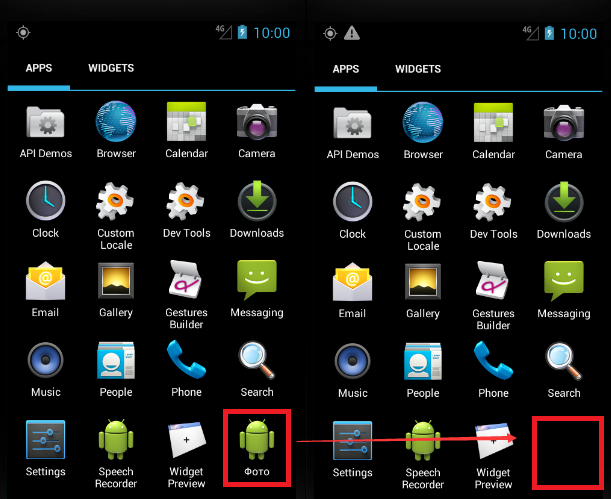 4G 10:00
APPS WIDGETS
API Demos Browser Calendar Camera
Clock Custom Locale Dev Tools Downloads
Email Gallery Gestures Builder Messaging
Music People Phone Search
Settings Speech Recorder Widget Preview Фото
4G 10:00
APPS WIDGETS
API Demos Browser Calendar Camera
Clock Custom Locale Dev Tools Downloads
Email Gallery Gestures Builder Messaging
Music People Phone Search
Settings Speech Recorder Widget Preview